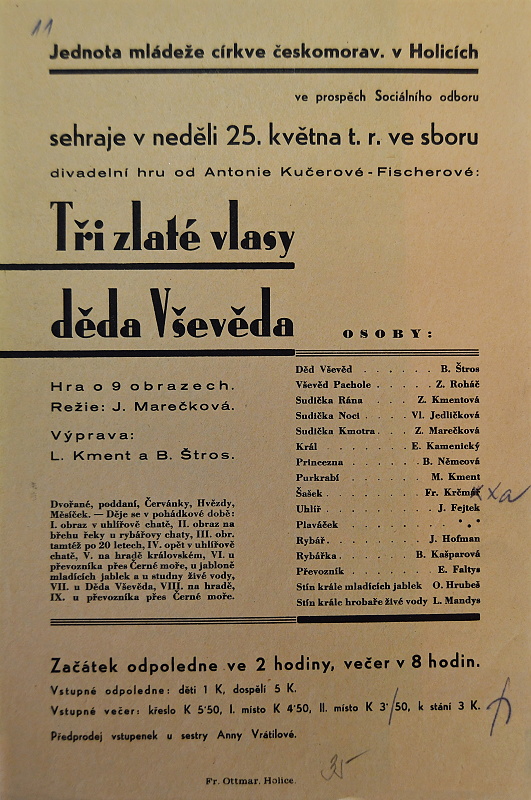 11
Jednota mládeže církve českomorav. v Holicích
ve prospěch Sociálního odboru
sehraje v neděli 25. května t. r. ve sboru
divadelní hru od Antonie Kučerové-Fischerové:
Tři zlaté vlasy
děda Vševěda
OSOBY:
Hra o 9 obrazech.
Režie: J. Marečková.
Výprava:
L. Kment a B. Štros.
Dvořané, poddaní, Červánky, Hvězdy,
Měsíček. — Děje se v pohádkové době:
I. obraz v uhlířově chatě, II. obraz na
břehu řeky u rybářovy chaty, III. obr.
tamtéž po 20 letech, IV. opět v uhlířově
chatě, V. na hradě královském, VI. u
převozníka přes Černé moře, u jabloně
mladících jablek a u studny živé vody,
VII. u Děda Vševěda, VIII. na hradě,
IX. u převozníka přes Černé moře.
Děd Vševěd . . . . . . B. Štros
Vševěd Pachole . . . . . Z. Roháč
Sudička Rána . . . . . Z. Kmentová
Sudička Noci . . . . Vl. Jedličková
Sudička Kmotra . . . . Z. Marečková
Král . . . . . . . E. Kamenický
Princezna . . . . . . B. Němcová
Purkrabí . . . . . . . M. Kment
Šašek . . . . . . . Fr. Krčmář
Uhlíř . . . . . . . . J. Fejtek
Plaváček . . . . . . . * * *
Rybář . . . . . . . J. Hofman
Rybářka . . . . . . B. Kašparová
Převozník . . . . . . E. Faltys
Stín krále mladících jablek O. Hrubeš
Stín krále hrobaře živé vody L. Mandys
Začátek odpoledne ve 2 hodiny, večer v 8 hodin.
Vstupné odpoledne: děti 1 K, dospělí 5 K.
Vstupné večer: křeslo K 5·50, I. místo K 4·50, II. místo K 3·50, k stání 3 K.
Předprodej vstupenek u sestry Anny Vrátilové.
Fr. Ottmar. Holice.